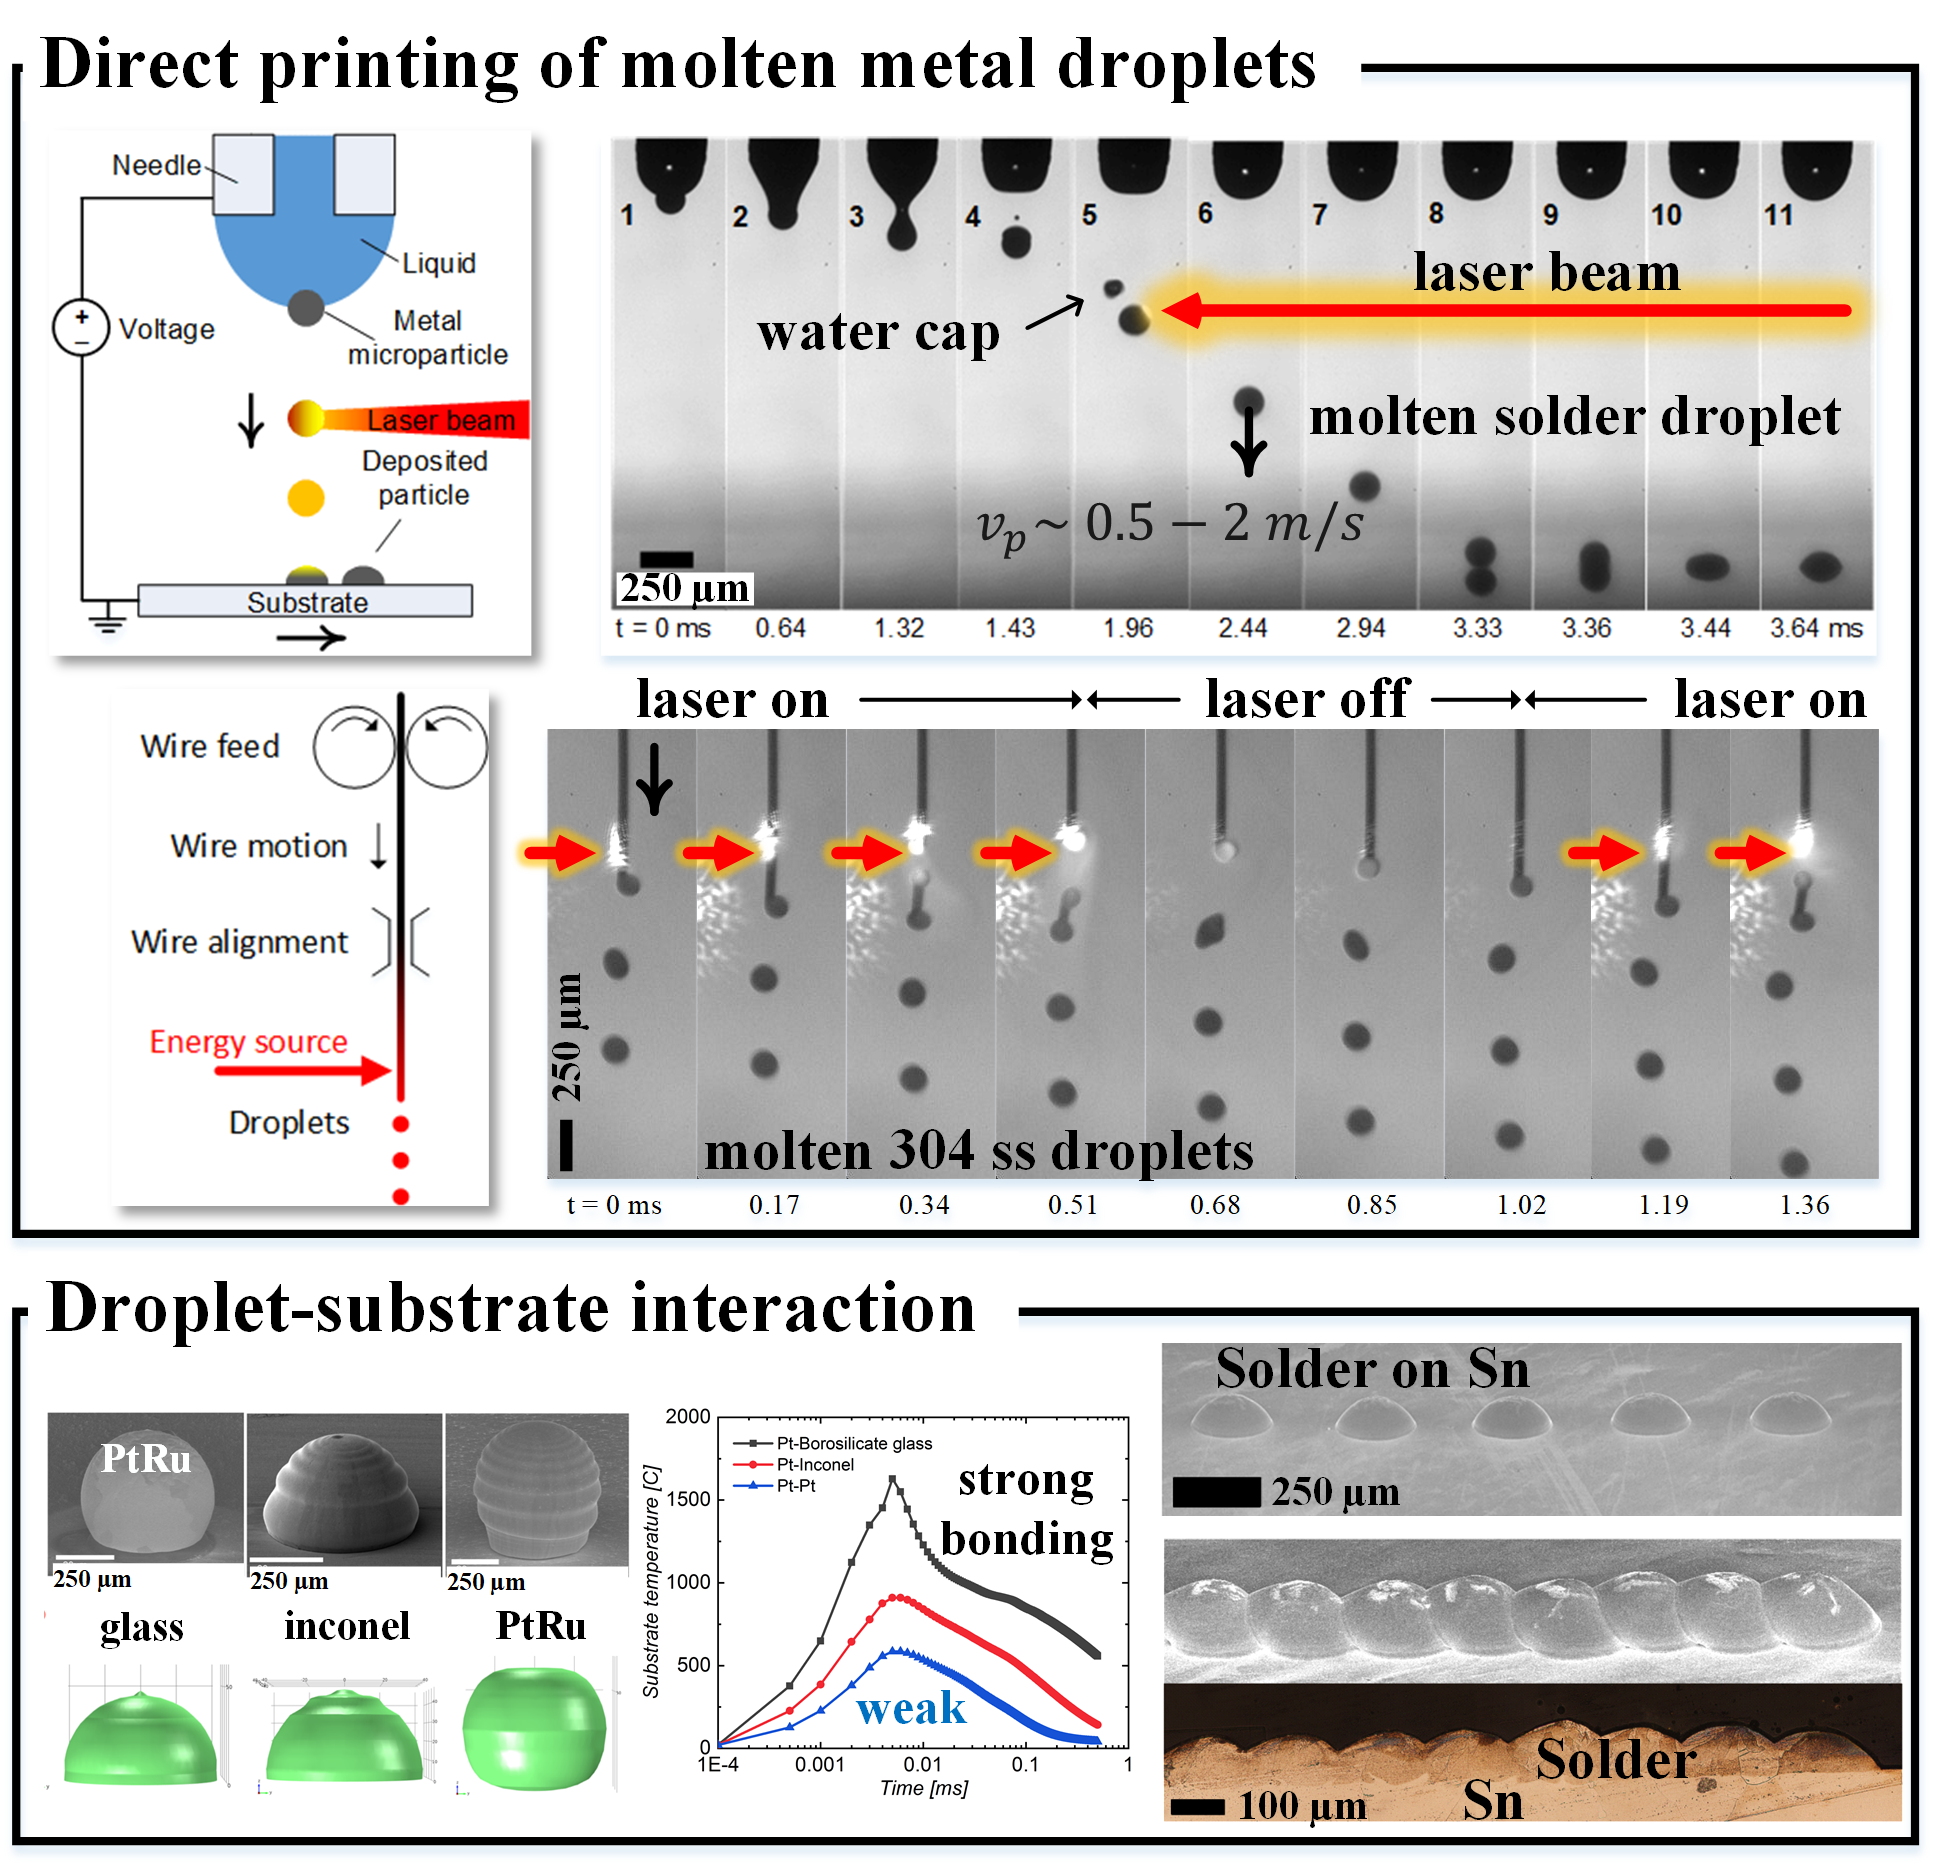 Direct printing of molten metal droplets
Needle
Liquid
Voltage
+
−
Metal
microparticle
Laser beam
Deposited
particle
Substrate
1 2 3 4 5 6 7 8 9 10 11
laser beam
water cap
molten solder droplet
v_p ~ 0.5 − 2 m/s
250 μm
t = 0 ms 0.64 1.32 1.43 1.96 2.44 2.94 3.33 3.36 3.44 3.64 ms
Wire feed
Wire motion
Wire alignment
Energy source
Droplets
laser on laser off laser on
250 μm
molten 304 ss droplets
t = 0 ms 0.17 0.34 0.51 0.68 0.85 1.02 1.19 1.36
Droplet-substrate interaction
PtRu
250 μm 250 μm 250 μm
glass inconel PtRu
Substrate temperature [C]
2000
1500
1000
500
0
Pt-Borosilicate glass
Pt-Inconel
Pt-Pt
strong
bonding
weak
1E-4 0.001 0.01 0.1 1
Time [ms]
Solder on Sn
250 μm
Solder
Sn
100 μm